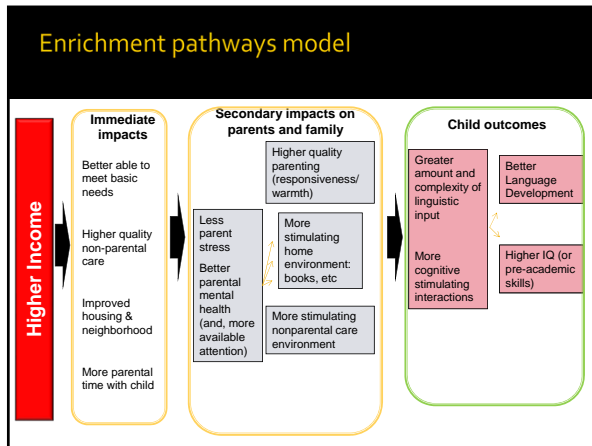 Enrichment pathways model
Higher Income
Immediate
impacts
Better able to
meet basic
needs
Higher quality
non-parental
care
Improved
housing &
neighborhood
More parental
time with child
Secondary impacts on
parents and family
Higher quality
parenting
(responsiveness/
warmth)
Less
parent
stress
Better
parental
mental
health
(and, more
available
attention)
More
stimulating
home
environment:
books, etc
More stimulating
nonparental care
environment
Child outcomes
Greater
amount and
complexity of
linguistic
input
More
cognitive
stimulating
interactions
Better
Language
Development
Higher IQ (or
pre-academic
skills)